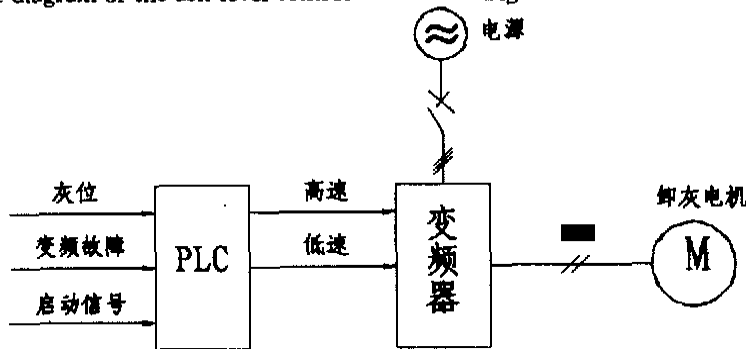 diagram of the ash level
电源
灰位
变频故障
启动信号
PLC
高速
低速
变频器
卸灰电机
M